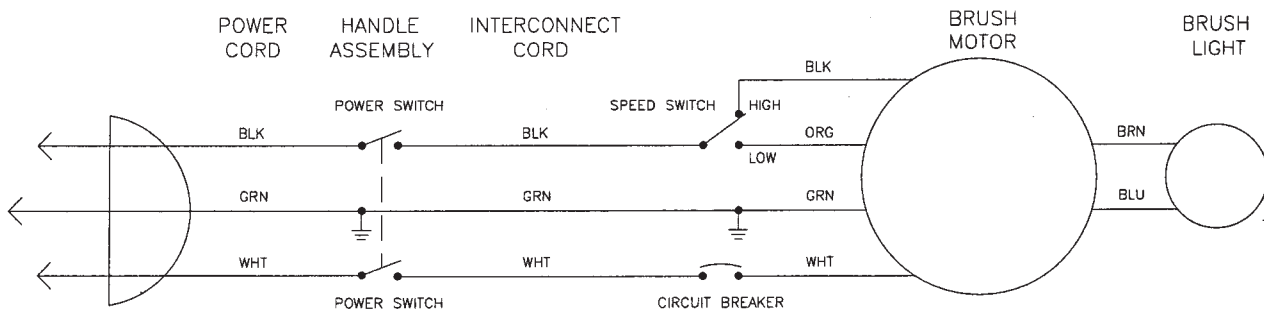 POWER
CORD
HANDLE
ASSEMBLY
INTERCONNECT
CORD
BRUSH
MOTOR
BRUSH
LIGHT
BLK
POWER SWITCH
SPEED SWITCH
HIGH
BLK
BLK
ORG
BRN
LOW
GRN
GRN
GRN
BLU
WHT
WHT
WHT
POWER SWITCH
CIRCUIT BREAKER